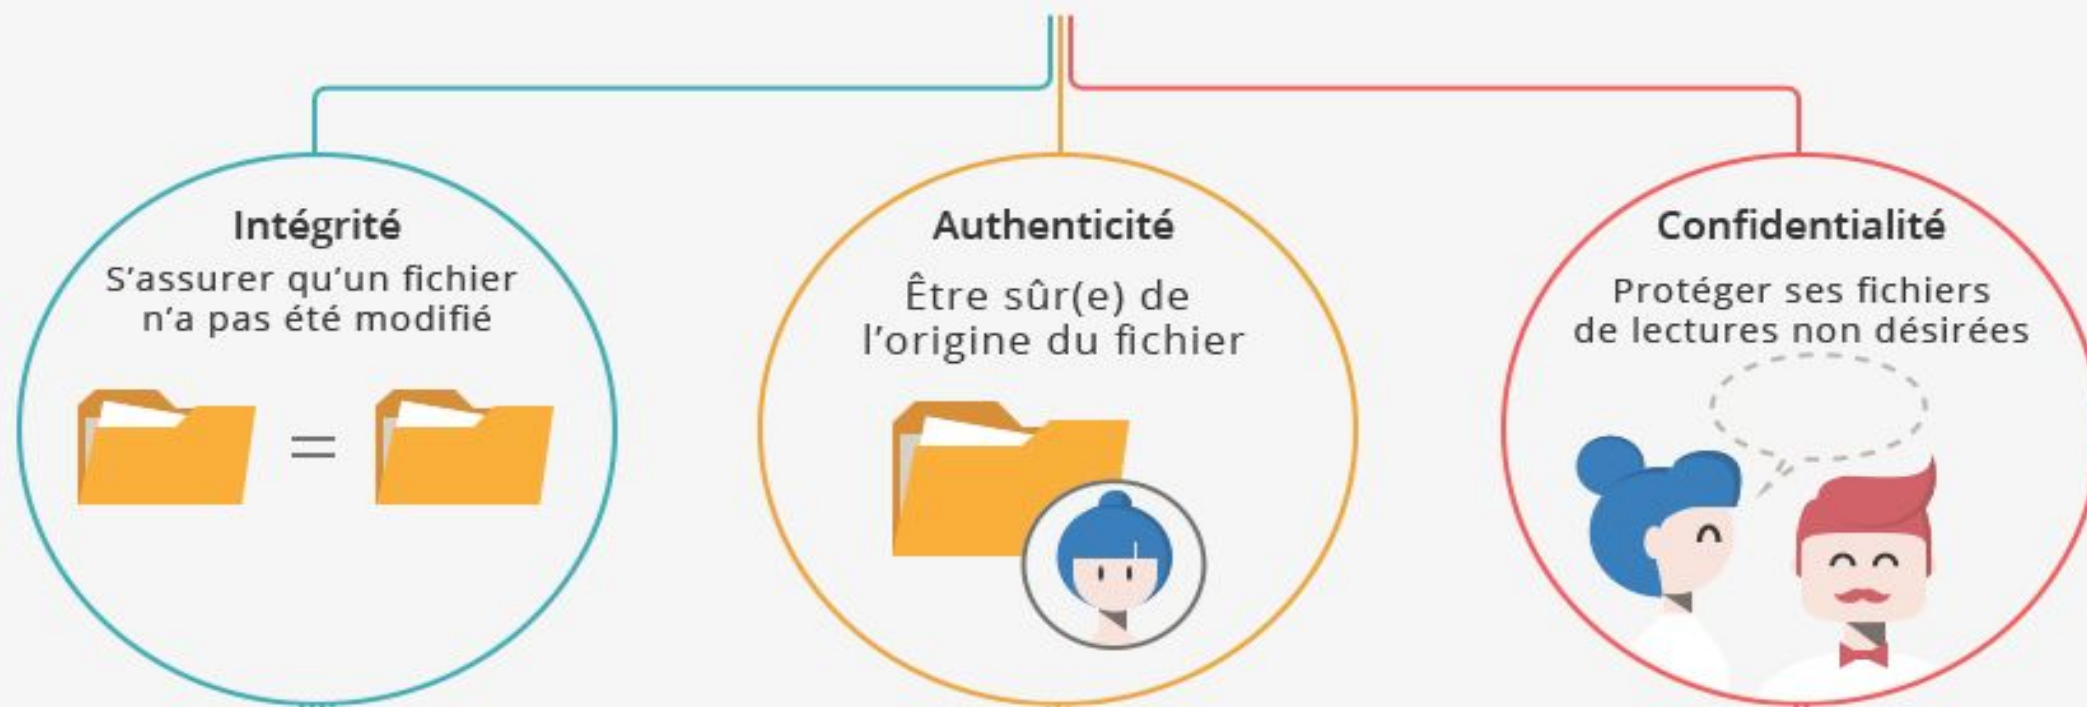 Intégrité
S'assurer qu'un fichier
n'a pas été modifié
Authenticité
Être sûr(e) de
l'origine du fichier
Confidentialité
Protéger ses fichiers
de lectures non désirées